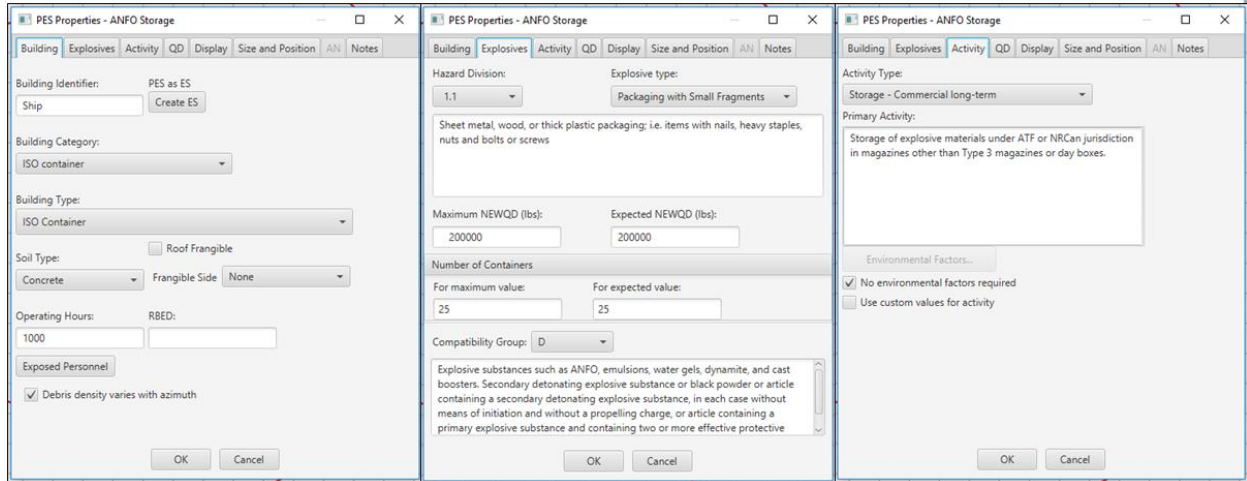 PES Properties - ANFO Storage
Building Explosives Activity QD Display Size and Position AN Notes
Building Identifier: PES as ES
Ship Create ES
Building Category:
ISO container
Building Type:
ISO Container
Roof Frangible
Soil Type:
Concrete Frangible Side None
Operating Hours: RBED:
1000
Exposed Personnel
Debris density varies with azimuth
OK Cancel
PES Properties - ANFO Storage
Building Explosives Activity QD Display Size and Position AN Notes
Hazard Division: Explosive type:
1.1 Packaging with Small Fragments
Sheet metal, wood, or thick plastic packaging; i.e. items with nails, heavy staples,
nuts and bolts or screws
Maximum NEWQD (lbs): Expected NEWQD (lbs):
200000 200000
Number of Containers
For maximum value: For expected value:
25 25
Compatibility Group: D
Explosive substances such as ANFO, emulsions, water gels, dynamite, and cast
boosters. Secondary detonating explosive substance or black powder or article
containing a secondary detonating explosive substance, in each case without
means of initiation and without a propelling charge, or article containing a
primary explosive substance and containing two or more effective protective
OK Cancel
PES Properties - ANFO Storage
Building Explosives Activity QD Display Size and Position AN Notes
Activity Type:
Storage - Commercial long-term
Primary Activity:
Storage of explosive materials under ATF or NRCan jurisdiction
in magazines other than Type 3 magazines or day boxes.
Environmental Factors...
No environmental factors required
Use custom values for activity
OK Cancel